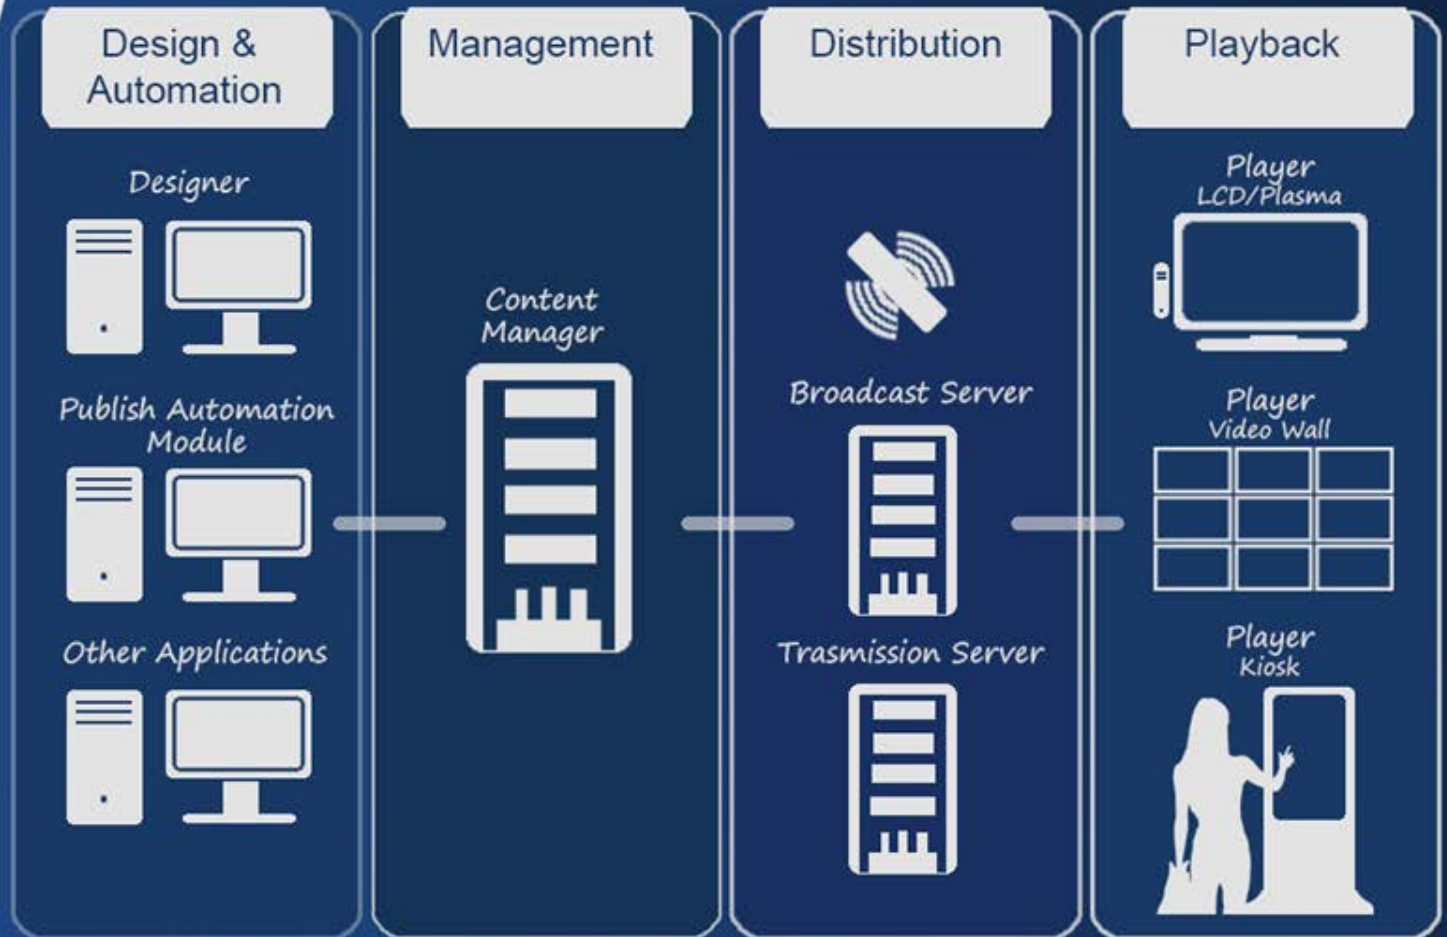 Design &
Automation
Designer
Publish Automation
Module
Other Applications
Management
Content
Manager
Distribution
Broadcast Server
Trasmission Server
Playback
Player
LCD/Plasma
Player
Video Wall
Player
Kiosk